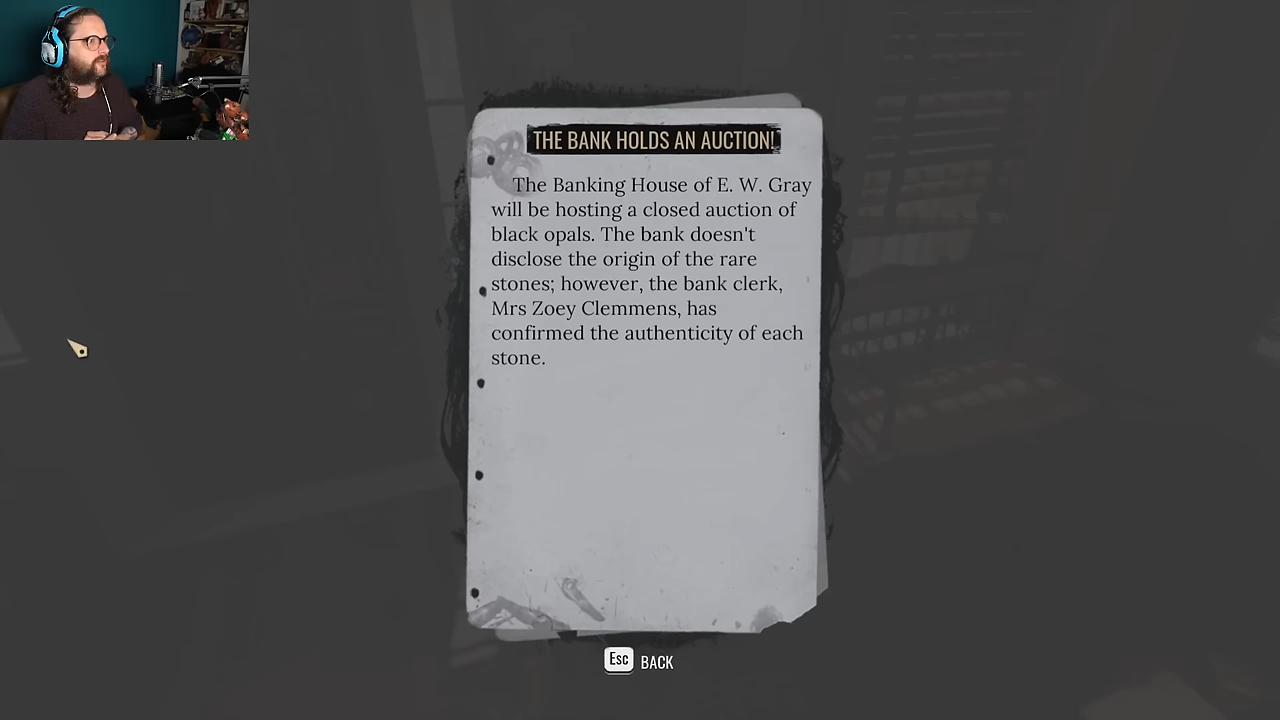 THE BANK HOLDS AN AUCTION!
The Banking House of E. W. Gray
will be hosting a closed auction of
black opals. The bank doesn't
disclose the origin of the rare
stones; however, the bank clerk,
Mrs Zoey Clemmens, has
confirmed the authenticity of each
stone.
Esc BACK